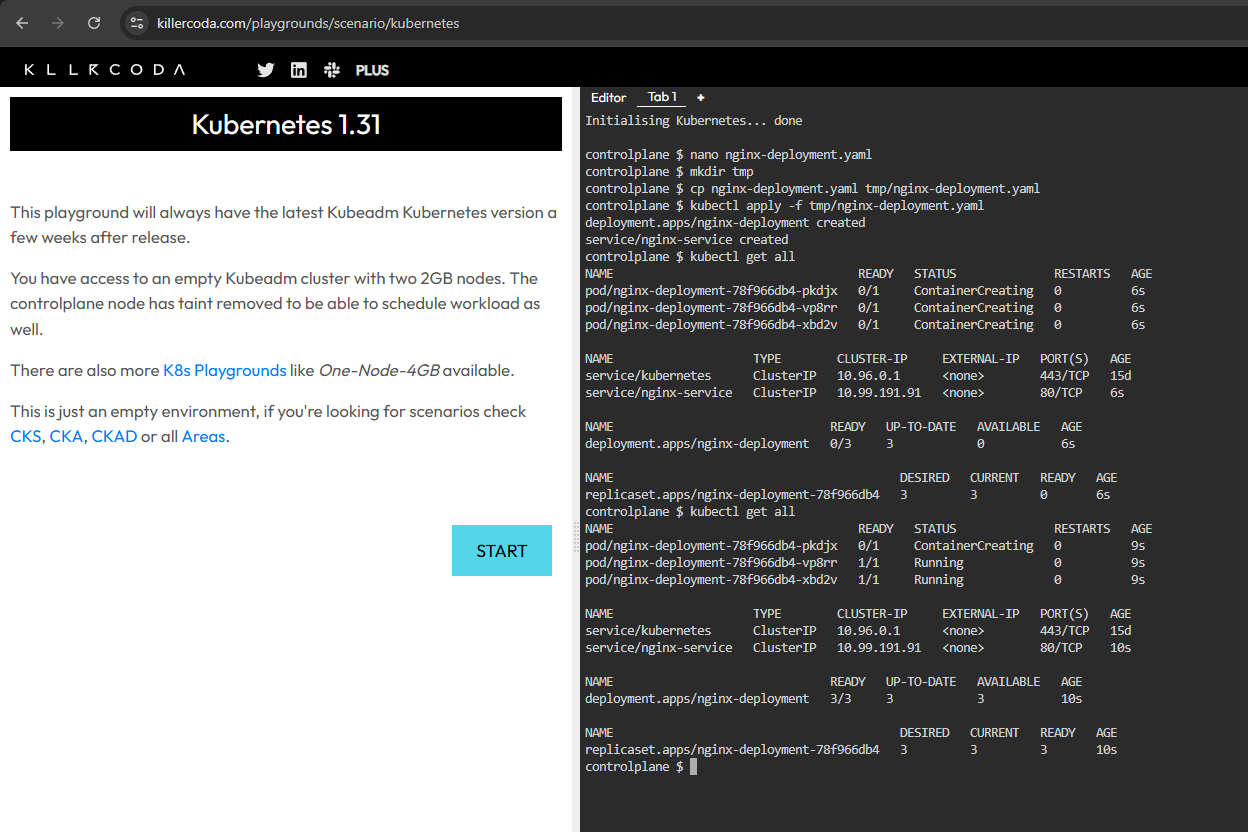 killercoda.com/playgrounds/scenario/kubernetes
KLLRCODA PLUS
Kubernetes 1.31
This playground will always have the latest Kubeadm Kubernetes version a
few weeks after release.
You have access to an empty Kubeadm cluster with two 2GB nodes. The
controlplane node has taint removed to be able to schedule workload as
well.
There are also more K8s Playgrounds like One-Node-4GB available.
This is just an empty environment, if you're looking for scenarios check
CKS, CKA, CKAD or all Areas.
START
Editor Tab 1 +
Initialising Kubernetes... done
controlplane $ nano nginx-deployment.yaml
controlplane $ mkdir tmp
controlplane $ cp nginx-deployment.yaml tmp/nginx-deployment.yaml
controlplane $ kubectl apply -f tmp/nginx-deployment.yaml
deployment.apps/nginx-deployment created
service/nginx-service created
controlplane $ kubectl get all
NAME READY STATUS RESTARTS AGE
pod/nginx-deployment-78f966db4-pkdjx 0/1 ContainerCreating 0 6s
pod/nginx-deployment-78f966db4-vp8rr 0/1 ContainerCreating 0 6s
pod/nginx-deployment-78f966db4-xbd2v 0/1 ContainerCreating 0 6s
NAME TYPE CLUSTER-IP EXTERNAL-IP PORT(S) AGE
service/kubernetes ClusterIP 10.96.0.1 <none> 443/TCP 15d
service/nginx-service ClusterIP 10.99.191.91 <none> 80/TCP 6s
NAME READY UP-TO-DATE AVAILABLE AGE
deployment.apps/nginx-deployment 0/3 3 0 6s
NAME DESIRED CURRENT READY AGE
replicaset.apps/nginx-deployment-78f966db4 3 3 0 6s
controlplane $ kubectl get all
NAME READY STATUS RESTARTS AGE
pod/nginx-deployment-78f966db4-pkdjx 0/1 ContainerCreating 0 9s
pod/nginx-deployment-78f966db4-vp8rr 1/1 Running 0 9s
pod/nginx-deployment-78f966db4-xbd2v 1/1 Running 0 9s
NAME TYPE CLUSTER-IP EXTERNAL-IP PORT(S) AGE
service/kubernetes ClusterIP 10.96.0.1 <none> 443/TCP 15d
service/nginx-service ClusterIP 10.99.191.91 <none> 80/TCP 10s
NAME READY UP-TO-DATE AVAILABLE AGE
deployment.apps/nginx-deployment 3/3 3 3 10s
NAME DESIRED CURRENT READY AGE
replicaset.apps/nginx-deployment-78f966db4 3 3 3 10s
controlplane $